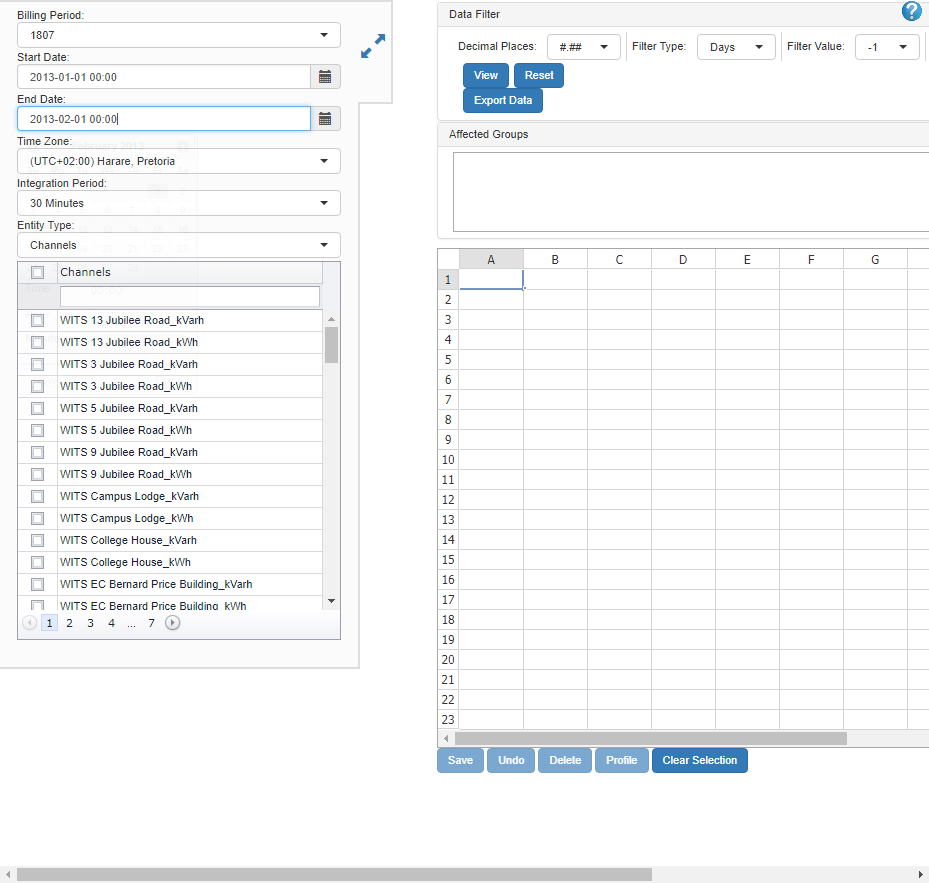 Billing Period:
1807
Start Date:
2013-01-01 00:00
End Date:
2013-02-01 00:00
Time Zone:
(UTC+02:00) Harare, Pretoria
Integration Period:
30 Minutes
Entity Type:
Channels
Channels
WITS 13 Jubilee Road_kVarh
WITS 13 Jubilee Road_kWh
WITS 3 Jubilee Road_kVarh
WITS 3 Jubilee Road_kWh
WITS 5 Jubilee Road_kVarh
WITS 5 Jubilee Road_kWh
WITS 9 Jubilee Road_kVarh
WITS 9 Jubilee Road_kWh
WITS Campus Lodge_kVarh
WITS Campus Lodge_kWh
WITS College House_kVarh
WITS College House_kWh
WITS EC Bernard Price Building_kVarh
WITS EC Bernard Price Building_kWh
1 2 3 4 ... 7
Data Filter ?
Decimal Places: #.## Filter Type: Days Filter Value: -1
View Reset
Export Data
Affected Groups
A B C D E F G
1
2
3
4
5
6
7
8
9
10
11
12
13
14
15
16
17
18
19
20
21
22
23
Save Undo Delete Profile Clear Selection